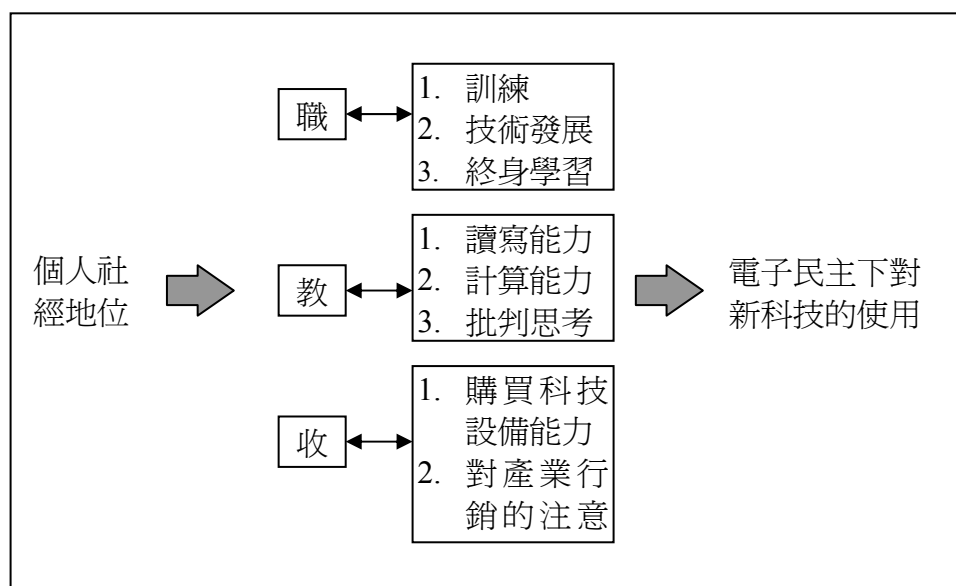 職
1. 訓練
2. 技術發展
3. 終身學習
個人社
經地位
教
1. 讀寫能力
2. 計算能力
3. 批判思考
電子民主下對
新科技的使用
收
1. 購買科技
設備能力
2. 對產業行
銷的注意